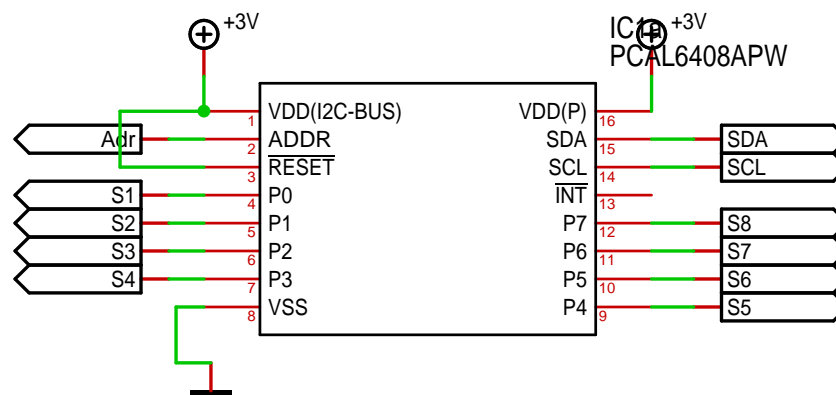 +3V
IC1a
+3V
PCAL6408APW
VDD(I2C-BUS)
VDD(P)
1
16
Adr
2
ADDR
SDA
15
SDA
3
RESET
SCL
14
SCL
S1
4
P0
INT
13
S2
5
P1
P7
12
S8
S3
6
P2
P6
11
S7
S4
7
P3
P5
10
S6
8
VSS
P4
9
S5